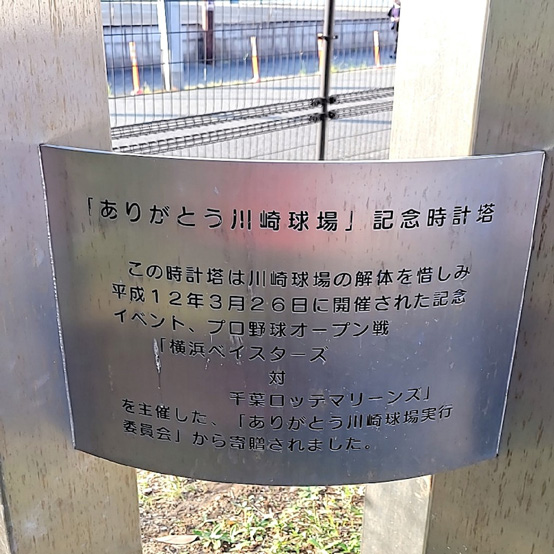 「ありがとう川崎球場」記念時計塔
この時計塔は川崎球場の解体を惜しみ
平成１２年３月２６日に開催された記念
イベント、プロ野球オープン戦
「横浜ベイスターズ
対
千葉ロッテマリーンズ」
を主催した、「ありがとう川崎球場実行
委員会」から寄贈されました。